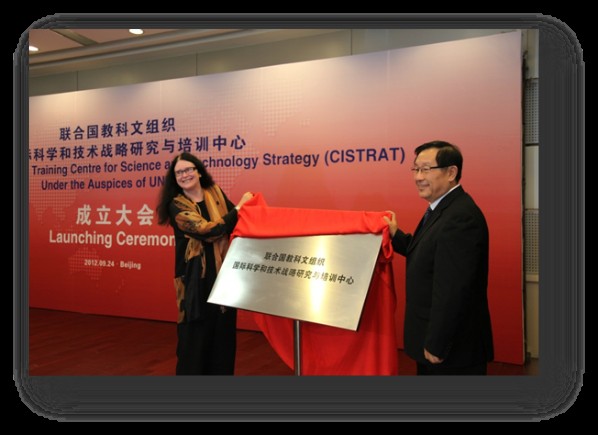 联合国教科文组织
际科学和技术战略研究与培训中心
Training Centre for Science a echnology Strategy (CISTRAT)
Under the Auspices of UN
成立大会
Launching Ceremon
2012.09.24 · Beijing
联合国教科文组织
国际科学和技术战略研究与培训中心